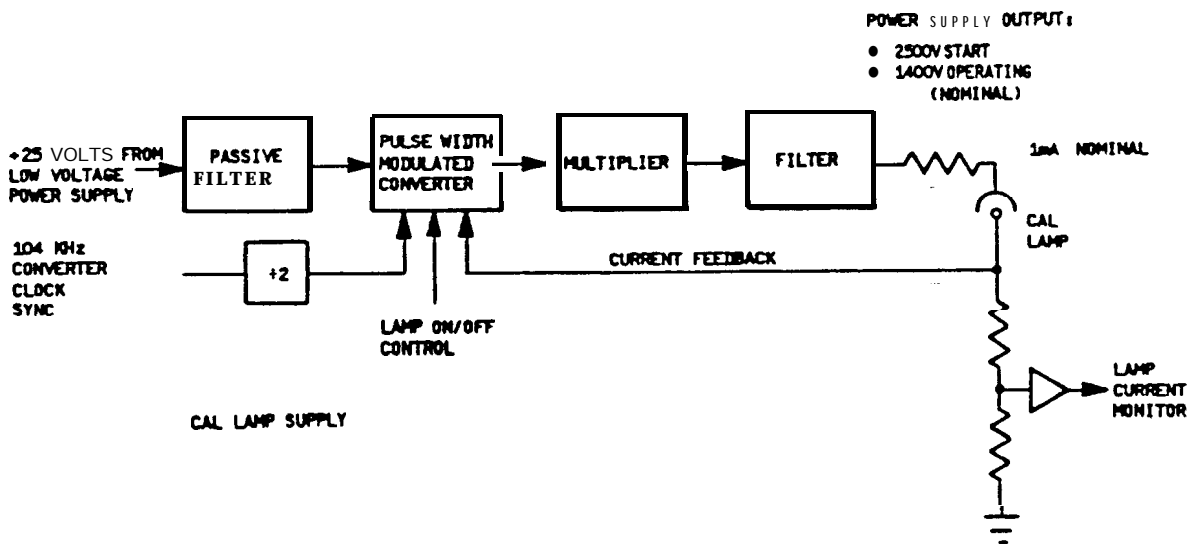 POWER SUPPLY OUTPUT:
• 2500V START
• 1400V OPERATING
(NOMINAL)
+25 VOLTS FROM
LOW VOLTAGE
POWER SUPPLY
PASSIVE
FILTER
PULSE WIDTH
MODULATED
CONVERTER
MULTIPLIER
FILTER
1mA NOMINAL
CAL
LAMP
104 KHz
CONVERTER
CLOCK
SYNC
÷2
CURRENT FEEDBACK
LAMP ON/OFF
CONTROL
LAMP
CURRENT
MONITOR
CAL LAMP SUPPLY